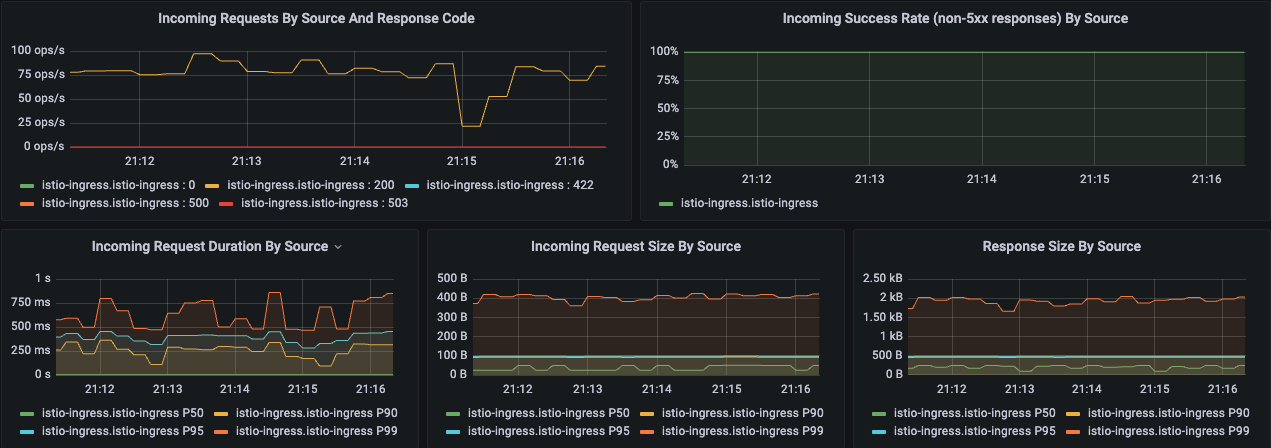 Incoming Requests By Source And Response Code
100 ops/s
75 ops/s
50 ops/s
25 ops/s
0 ops/s
21:12 21:13 21:14 21:15 21:16
istio-ingress.istio-ingress : 0 istio-ingress.istio-ingress : 200 istio-ingress.istio-ingress : 422
istio-ingress.istio-ingress : 500 istio-ingress.istio-ingress : 503
Incoming Success Rate (non-5xx responses) By Source
100%
75%
50%
25%
0%
21:12 21:13 21:14 21:15 21:16
istio-ingress.istio-ingress
Incoming Request Duration By Source
1 s
750 ms
500 ms
250 ms
0 s
21:12 21:13 21:14 21:15 21:16
istio-ingress.istio-ingress P50 istio-ingress.istio-ingress P90
istio-ingress.istio-ingress P95 istio-ingress.istio-ingress P99
Incoming Request Size By Source
500 B
400 B
300 B
200 B
100 B
0 B
21:12 21:13 21:14 21:15 21:16
istio-ingress.istio-ingress P50 istio-ingress.istio-ingress P90
istio-ingress.istio-ingress P95 istio-ingress.istio-ingress P99
Response Size By Source
2.50 kB
2 kB
1.50 kB
1 kB
500 B
0 B
21:12 21:13 21:14 21:15 21:16
istio-ingress.istio-ingress P50 istio-ingress.istio-ingress P90
istio-ingress.istio-ingress P95 istio-ingress.istio-ingress P99